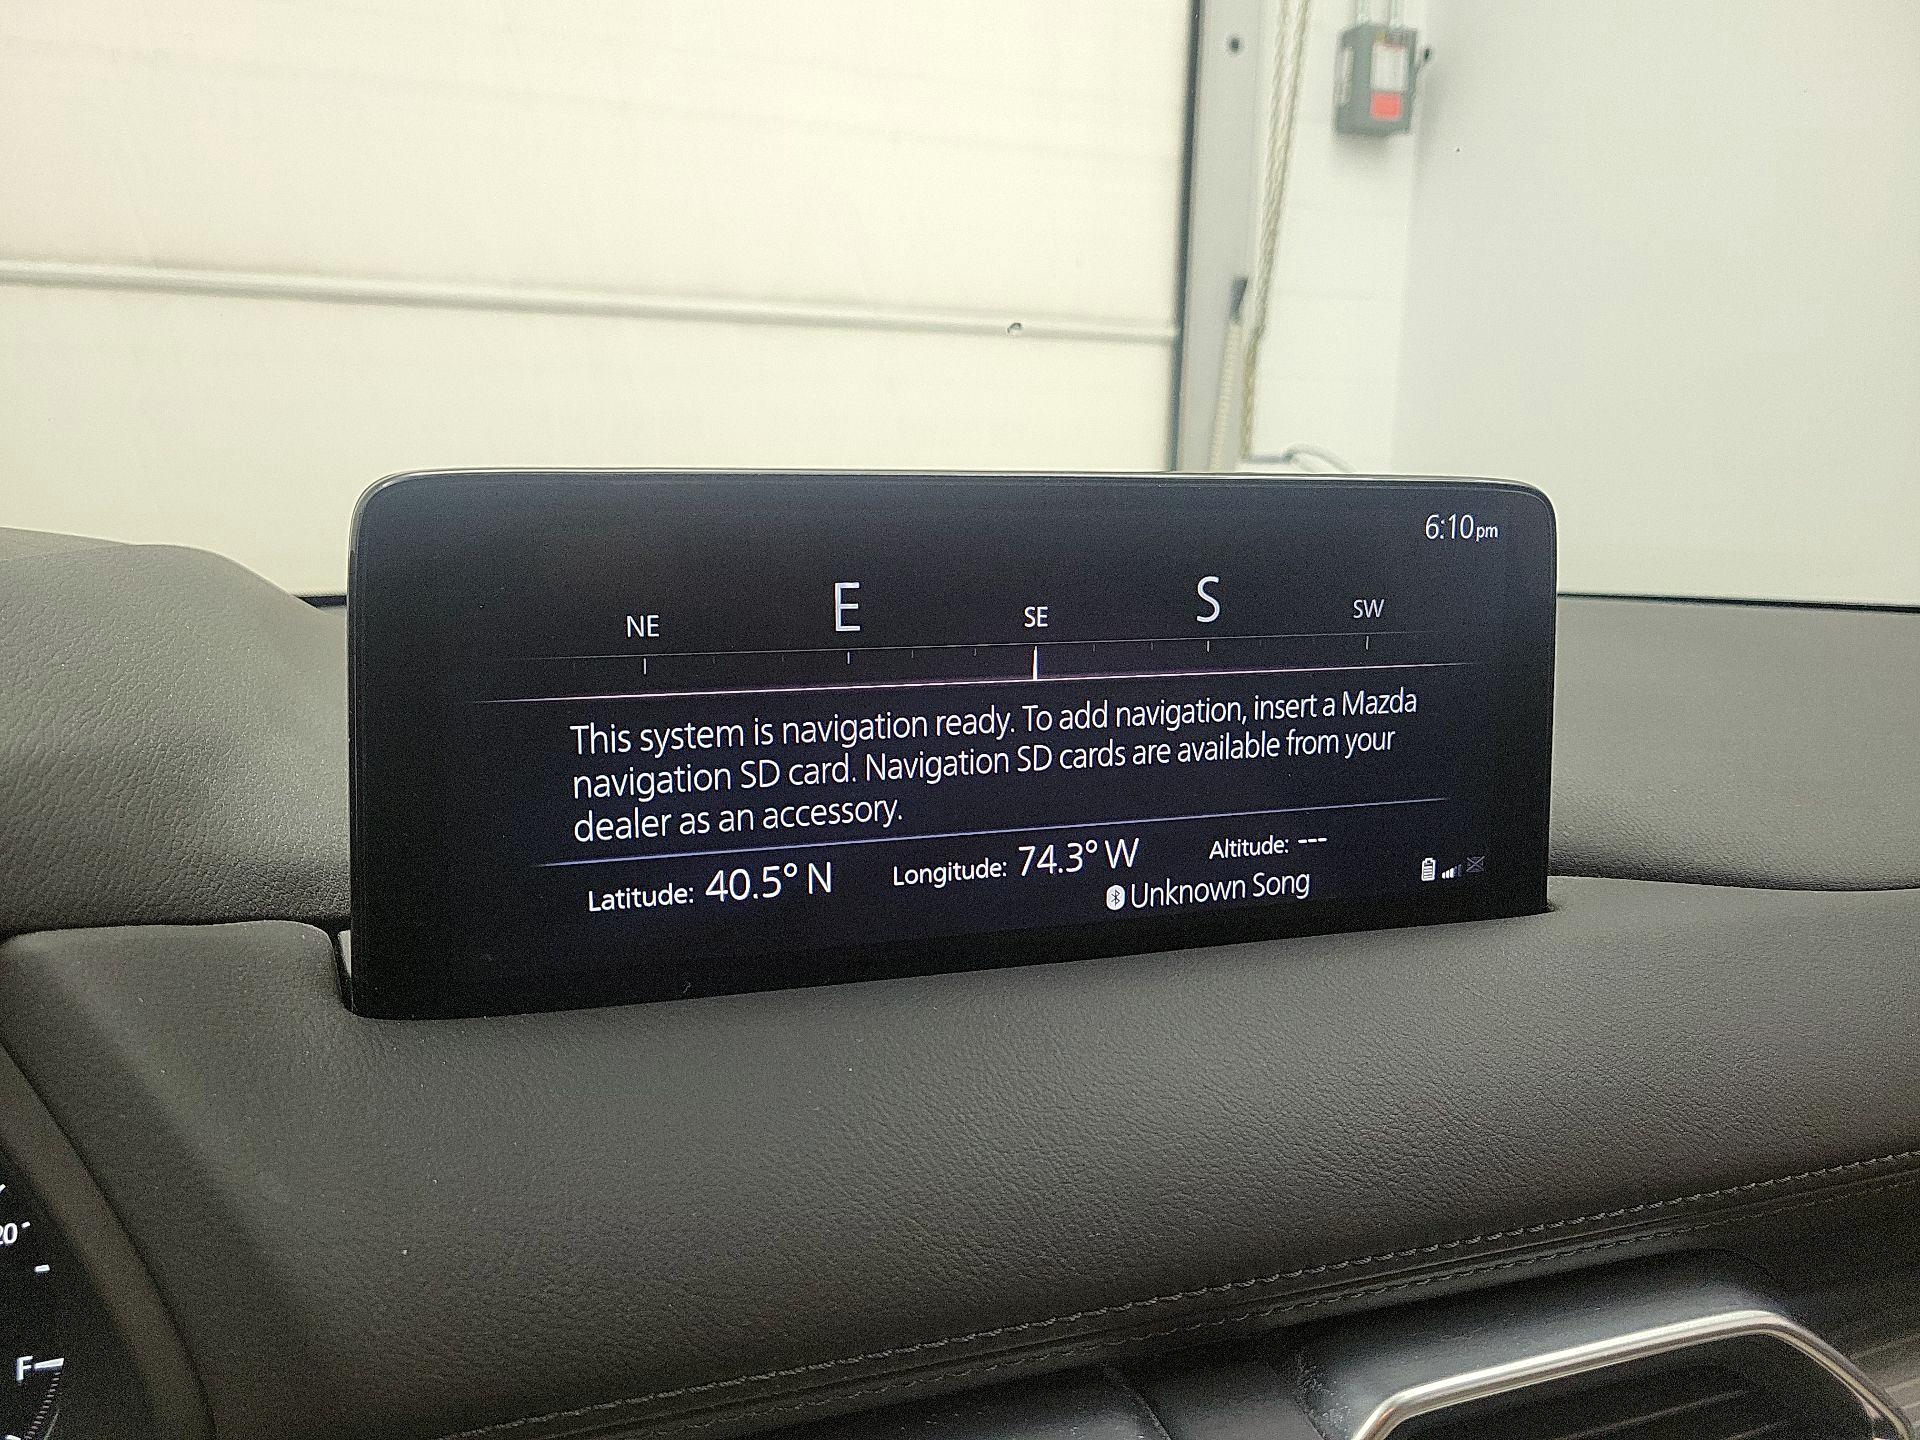 6:10pm
NE E SE S SW
This system is navigation ready. To add navigation, insert a Mazda
navigation SD card. Navigation SD cards are available from your
dealer as an accessory.
Latitude: 40.5° N Longitude: 74.3° W Altitude: ---
Unknown Song
20
F